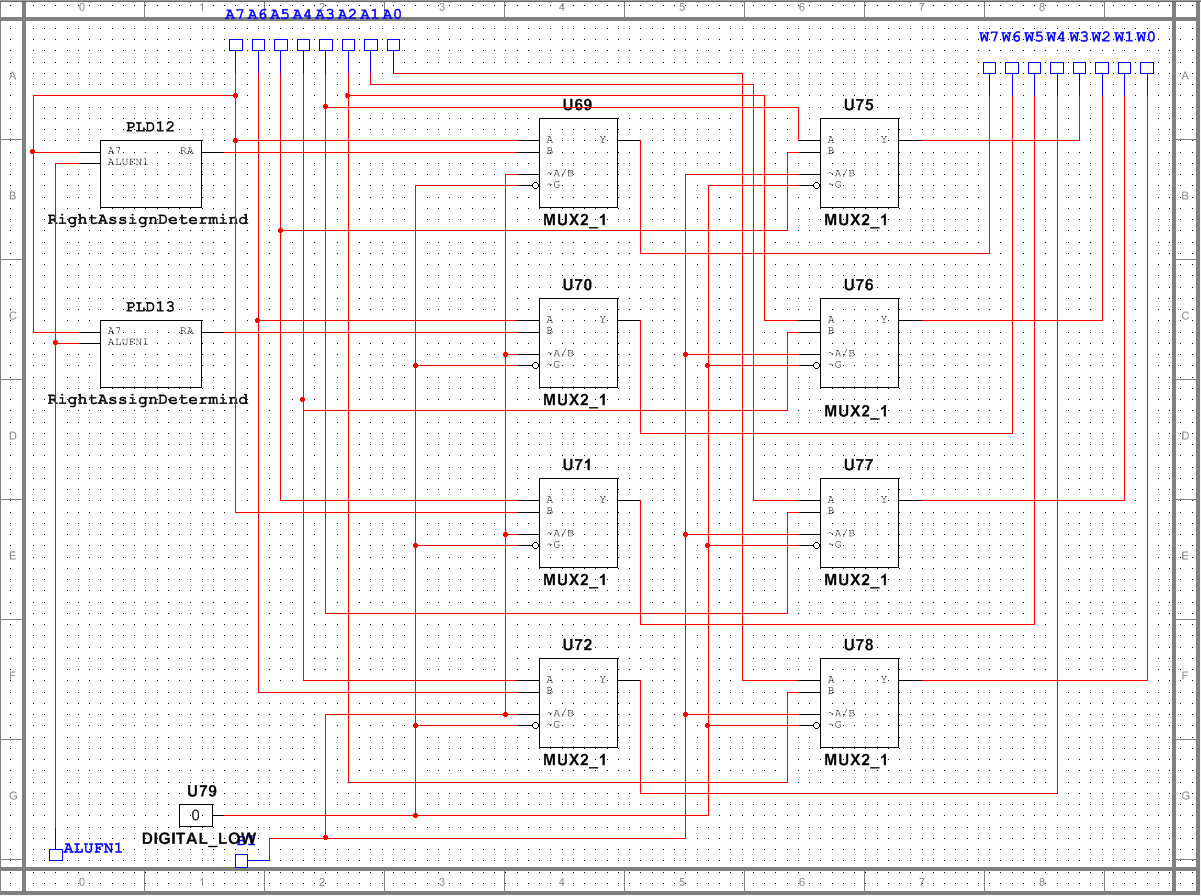 0 1 2 3 4 5 6 7 8
A7 A6 A5 A4 A3 A2 A1 A0
W7 W6 W5 W4 W3 W2 W1 W0
A A
U69 U75
PLD12
A Y A Y
A7 RA B B
ALUFN1
~A/B ~A/B
~G ~G
B B
RightAssignDetermind MUX2_1 MUX2_1
U70 U76
PLD13
C C
A Y A Y
A7 RA B B
ALUFN1
~A/B ~A/B
~G ~G
RightAssignDetermind MUX2_1
MUX2_1
D D
U71 U77
A Y A Y
B B
~A/B ~A/B
~G ~G
E E
MUX2_1 MUX2_1
U72 U78
F F
A Y A Y
B B
~A/B ~A/B
~G ~G
MUX2_1 MUX2_1
U79
G G
0
DIGITAL_LOW
ALUFN1
0 1 2 3 4 5 6 7 8